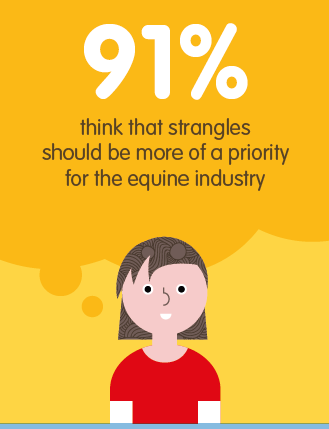 91%
think that strangles
should be more of a priority
for the equine industry